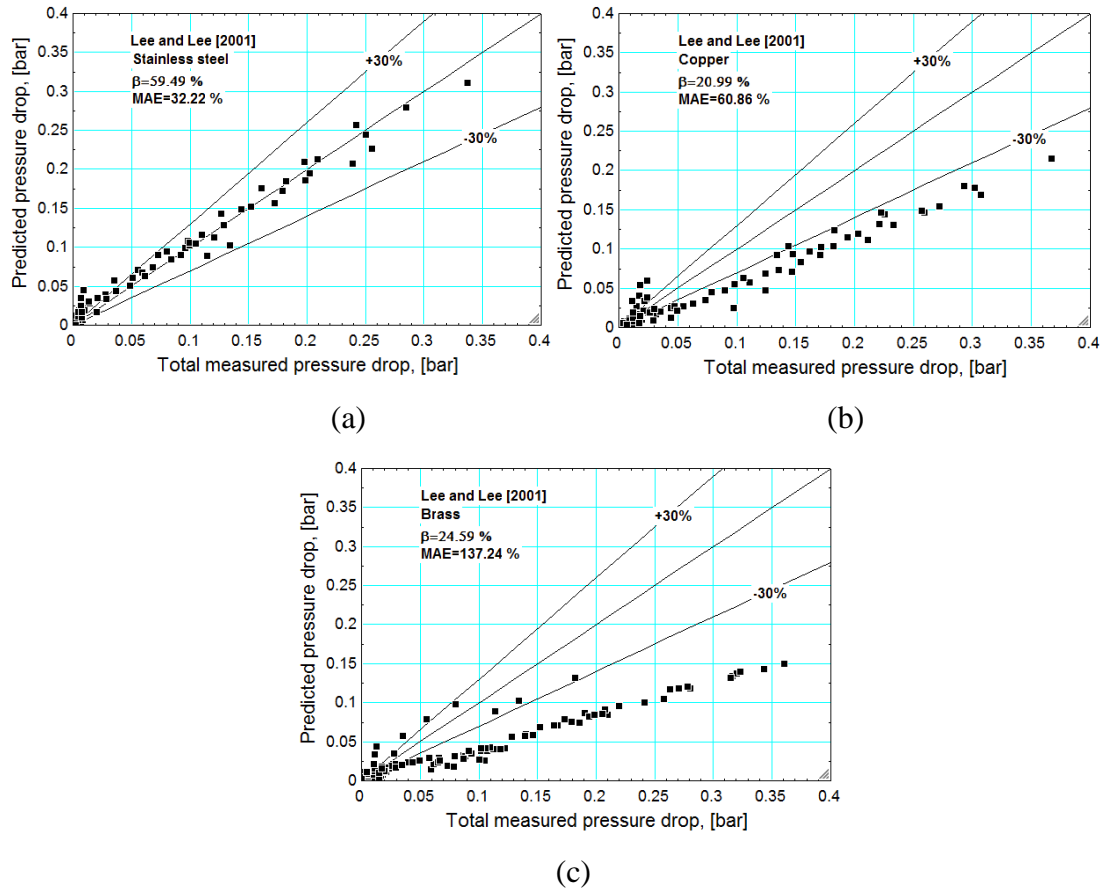 0.4
0.35
0.3
0.25
0.2
0.15
0.1
0.05
0
Predicted pressure drop, [bar]
Lee and Lee [2001]
Stainless steel
β=59.49 %
MAE=32.22 %
+30%
-30%
0 0.05 0.1 0.15 0.2 0.25 0.3 0.35 0.4
Total measured pressure drop, [bar]
(a)
0.4
0.35
0.3
0.25
0.2
0.15
0.1
0.05
0
Predicted pressure drop, [bar]
Lee and Lee [2001]
Copper
β=20.99 %
MAE=60.86 %
+30%
-30%
0 0.05 0.1 0.15 0.2 0.25 0.3 0.35 0.4
Total measured pressure drop, [bar]
(b)
0.4
0.35
0.3
0.25
0.2
0.15
0.1
0.05
0
Predicted pressure drop, [bar]
Lee and Lee [2001]
Brass
β=24.59 %
MAE=137.24 %
+30%
-30%
0 0.05 0.1 0.15 0.2 0.25 0.3 0.35 0.4
Total measured pressure drop, [bar]
(c)